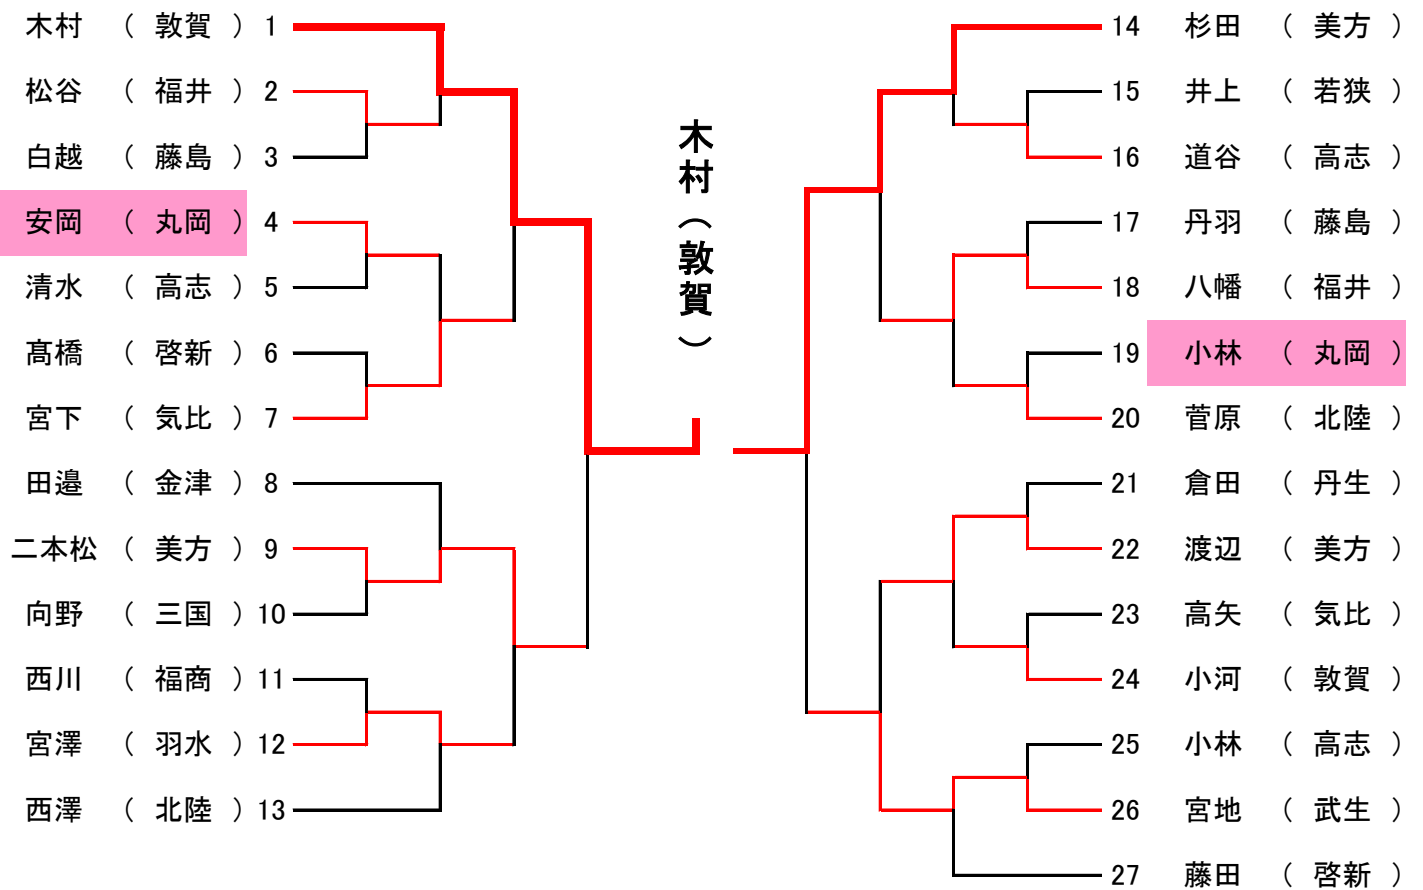 木村 （ 敦賀 ） 1
松谷 （ 福井 ） 2
白越 （ 藤島 ） 3
安岡 （ 丸岡 ） 4
清水 （ 高志 ） 5
髙橋 （ 啓新 ） 6
宮下 （ 気比 ） 7
田邉 （ 金津 ） 8
二本松 （ 美方 ） 9
向野 （ 三国 ） 10
西川 （ 福商 ） 11
宮澤 （ 羽水 ） 12
西澤 （ 北陸 ） 13
木村（敦賀）
14 杉田 （ 美方 ）
15 井上 （ 若狭 ）
16 道谷 （ 高志 ）
17 丹羽 （ 藤島 ）
18 八幡 （ 福井 ）
19 小林 （ 丸岡 ）
20 菅原 （ 北陸 ）
21 倉田 （ 丹生 ）
22 渡辺 （ 美方 ）
23 高矢 （ 気比 ）
24 小河 （ 敦賀 ）
25 小林 （ 高志 ）
26 宮地 （ 武生 ）
27 藤田 （ 啓新 ）